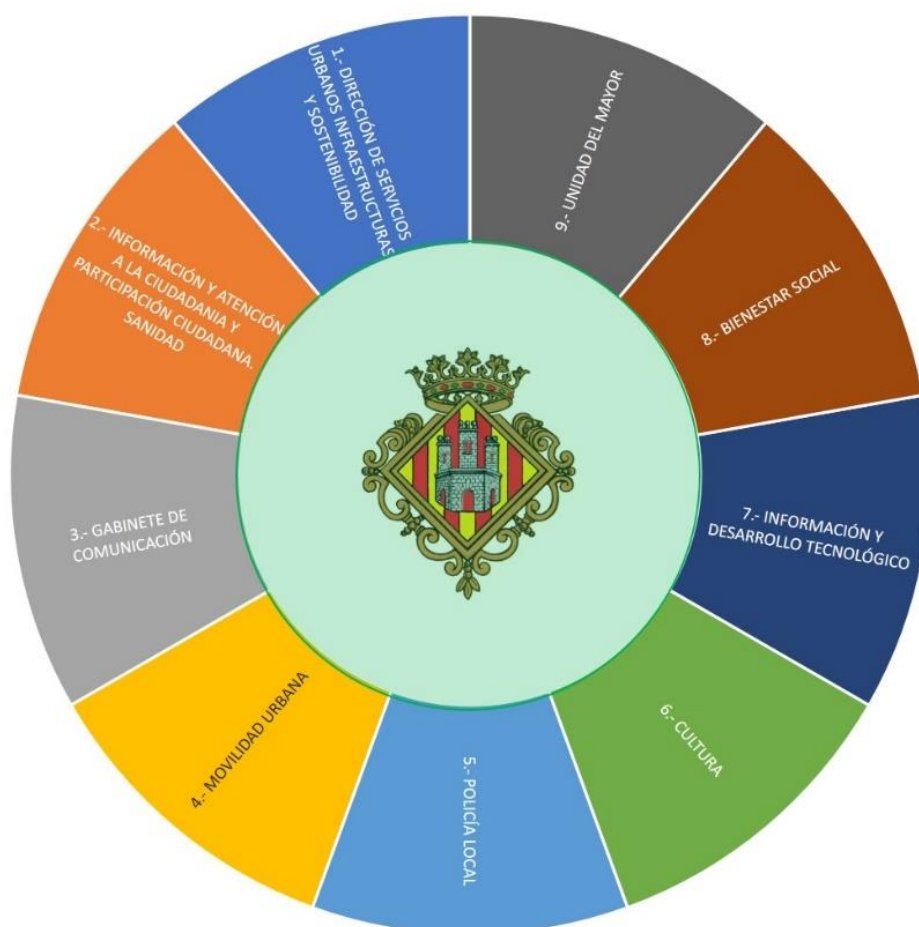 1.- DIRECCIÓN DE SERVICIOS
URBANOS INFRAESTRUCTURAS
Y SOSTENIBILIDAD
2.- INFORMACIÓN Y ATENCIÓN
A LA CIUDADANIA Y
PARTICIPACIÓN CIUDADANA.
SANIDAD
3.- GABINETE DE
COMUNICACIÓN
4.- MOVILIDAD URBANA
5.- POLICÍA LOCAL
6.- CULTURA
7.- INFORMACIÓN Y
DESARROLLO TECNOLÓGICO
8.- BIENESTAR SOCIAL
9.- UNIDAD DEL MAYOR